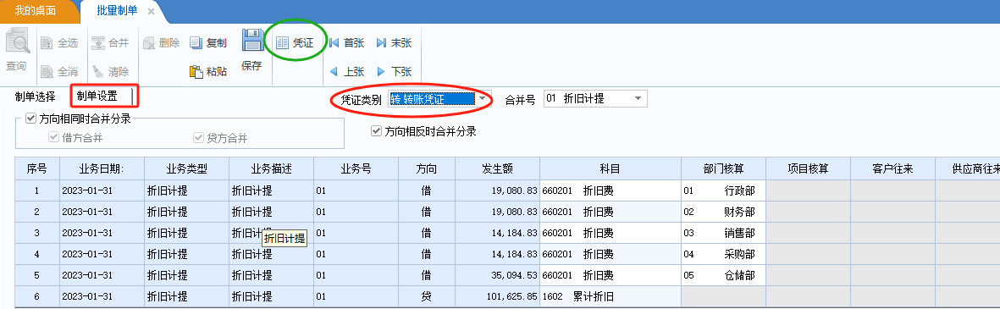 我的桌面 批量制单 ×
全选 合并 删除 复制 凭证 首张 末张
查询 保存
全消 清除 粘贴 上张 下张
制单选择 制单设置 凭证类别 转 转账凭证 合并号 01 折旧计提
方向相同时合并分录
借方合并 贷方合并 方向相反时合并分录
序号 业务日期: 业务类型 业务描述 业务号 方向 发生额 科目 部门核算 项目核算 客户往来 供应商往来
1 2023-01-31 折旧计提 折旧计提 01 借 19,080.83 660201 折旧费 01 行政部
2 2023-01-31 折旧计提 折旧计提 01 借 19,080.83 660201 折旧费 02 财务部
3 2023-01-31 折旧计提 折旧计提 01 借 14,184.83 660201 折旧费 03 销售部
折旧计提
4 2023-01-31 折旧计提 折旧计提 01 借 14,184.83 660201 折旧费 04 采购部
5 2023-01-31 折旧计提 折旧计提 01 借 35,094.53 660201 折旧费 05 仓储部
6 2023-01-31 折旧计提 折旧计提 01 贷 101,625.85 1602 累计折旧